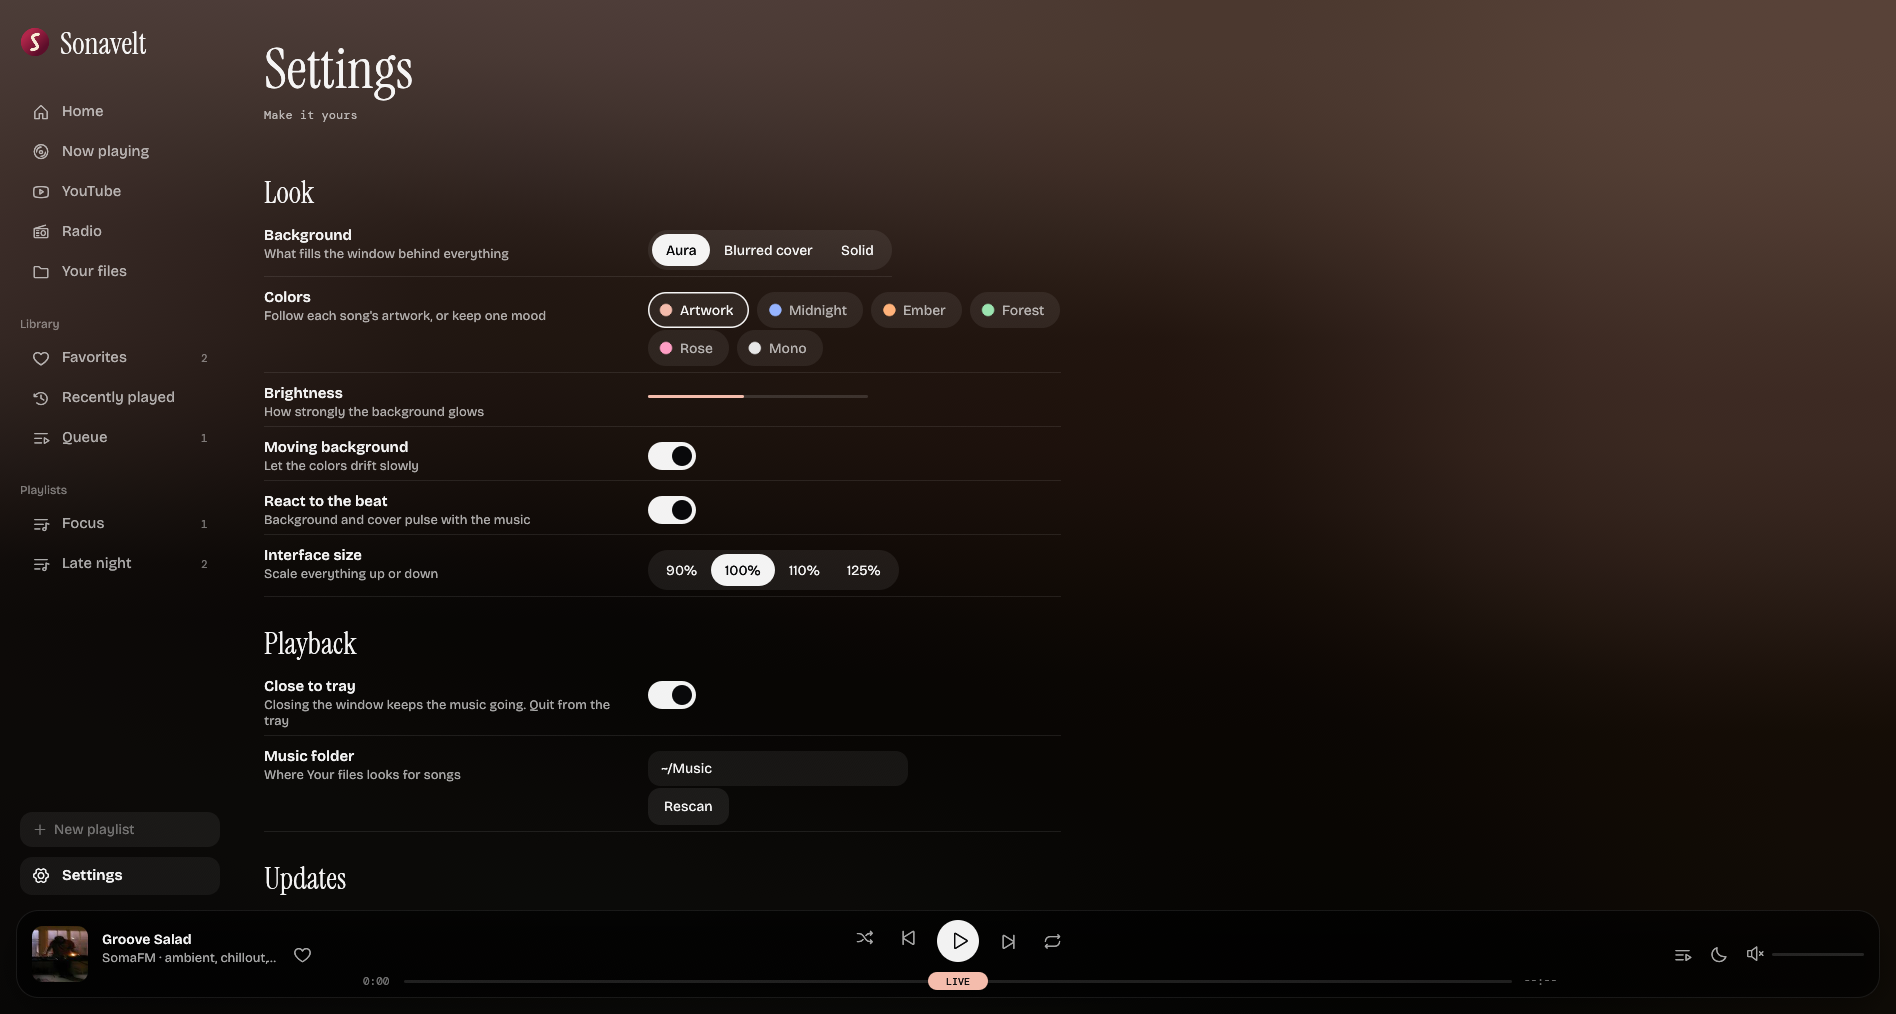 Sonavelt
Home
Now playing
YouTube
Radio
Your files
Library
Favorites 2
Recently played
Queue 1
Playlists
Focus 1
Late night 2
+ New playlist
Settings
Settings
Make it yours
Look
Background
What fills the window behind everything
Aura Blurred cover Solid
Colors
Follow each song's artwork, or keep one mood
Artwork Midnight Ember Forest
Rose Mono
Brightness
How strongly the background glows
Moving background
Let the colors drift slowly
React to the beat
Background and cover pulse with the music
Interface size
Scale everything up or down
90% 100% 110% 125%
Playback
Close to tray
Closing the window keeps the music going. Quit from the
tray
Music folder
Where Your files looks for songs
~/Music
Rescan
Updates
Groove Salad
SomaFM · ambient, chillout,...
0:00 LIVE --:--